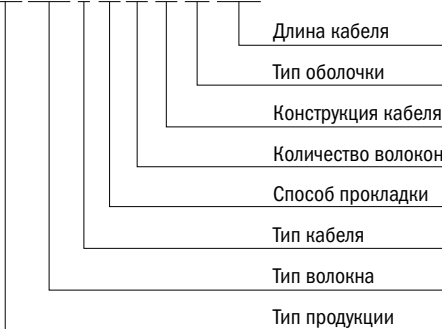 Длина кабеля
Тип оболочки
Конструкция кабеля
Количество волокон
Способ прокладки
Тип кабеля
Тип волокна
Тип продукции